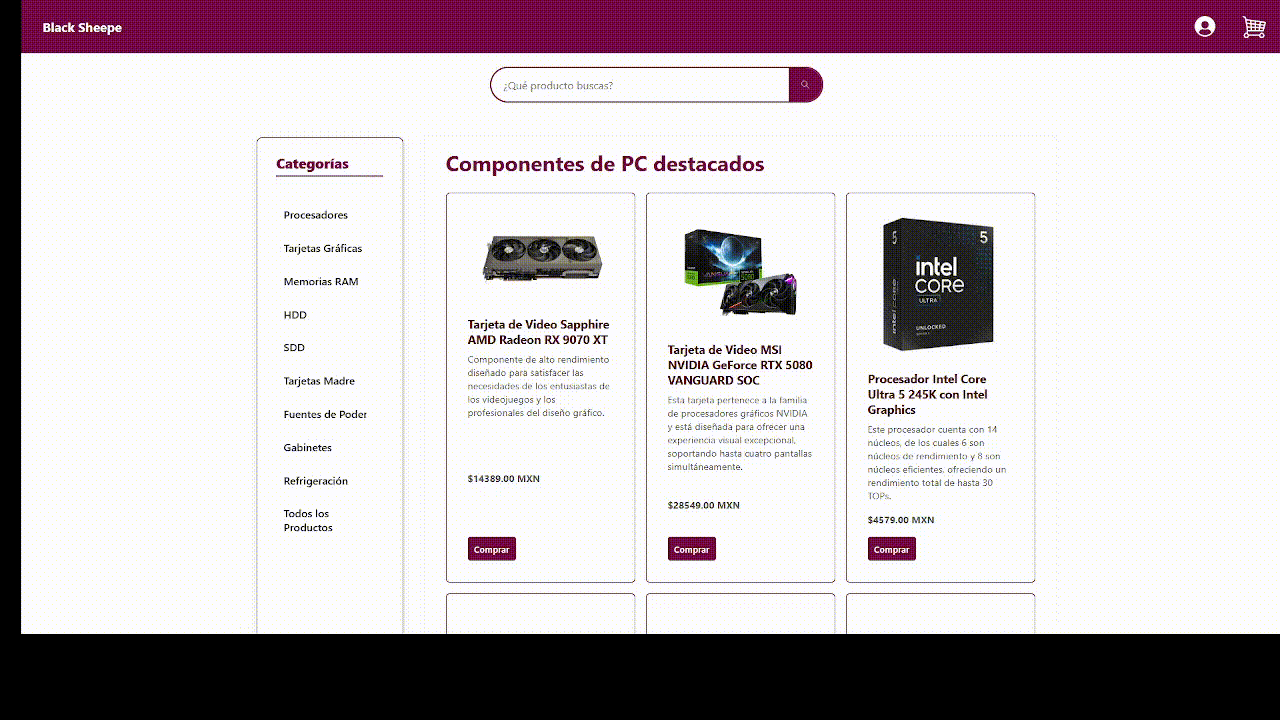 Black Sheepe
¿Qué producto buscas?
Categorías
Procesadores
Tarjetas Gráficas
Memorias RAM
HDD
SDD
Tarjetas Madre
Fuentes de Poder
Gabinetes
Refrigeración
Todos los
Productos
Componentes de PC destacados
Tarjeta de Video Sapphire
AMD Radeon RX 9070 XT
Componente de alto rendimiento
diseñado para satisfacer las
necesidades de los entusiastas de
los videojuegos y los
profesionales del diseño gráfico.
$14389.00 MXN
Comprar
Tarjeta de Video MSI
NVIDIA GeForce RTX 5080
VANGUARD SOC
Esta tarjeta pertenece a la familia
de procesadores gráficos NVIDIA
y está diseñada para ofrecer una
experiencia visual excepcional,
soportando hasta cuatro pantallas
simultáneamente.
$28549.00 MXN
Comprar
5
5
intel
CORE
ULTRA
UNLOCKED
Procesador Intel Core
Ultra 5 245K con Intel
Graphics
Este procesador cuenta con 14
núcleos, de los cuales 6 son
núcleos de rendimiento y 8 son
núcleos eficientes, ofreciendo un
rendimiento total de hasta 30
TOPs.
$4579.00 MXN
Comprar